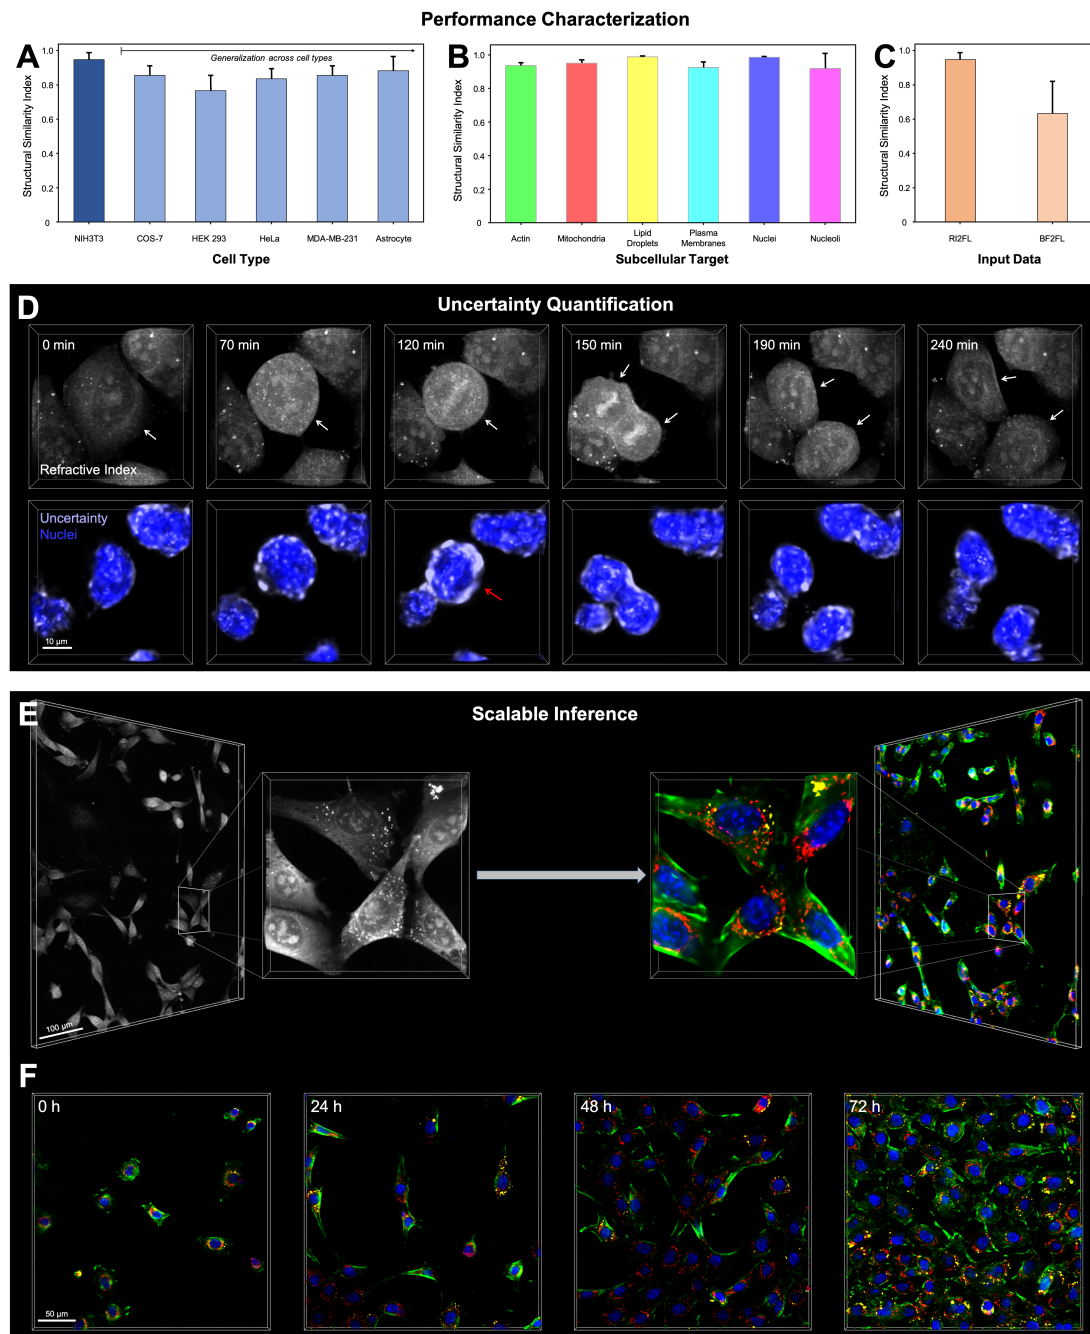 Performance Characterization
A
Structural Similarity Index
1.0
0.8
0.6
0.4
0.2
0
Generalization across cell types
NIH3T3 COS-7 HEK 293 HeLa MDA-MB-231 Astrocyte
Cell Type
B
Structural Similarity Index
1.0
0.8
0.6
0.4
0.2
0
Actin Mitochondria Lipid Droplets Plasma Membranes Nuclei Nucleoli
Subcellular Target
C
Structural Similarity Index
1.0
0.8
0.6
0.4
0.2
0
RI2FL BF2FL
Input Data
D
Uncertainty Quantification
0 min 70 min 120 min 150 min 190 min 240 min
Refractive Index
Uncertainty
Nuclei
10 µm
E
Scalable Inference
100 µm
F
0 h 24 h 48 h 72 h
50 µm